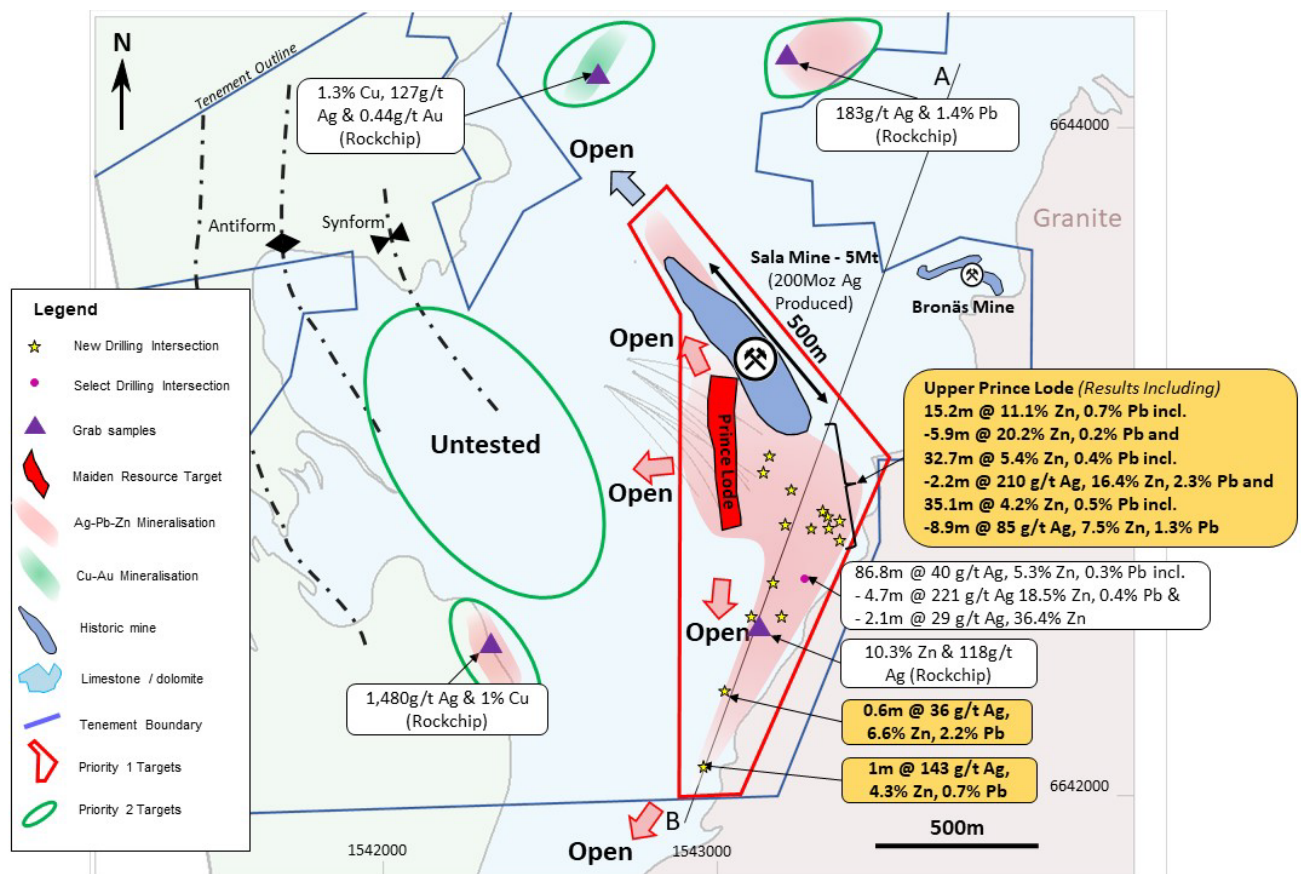 N
Tenement Outline
1.3% Cu, 127g/t
Ag & 0.44g/t Au
(Rockchip)
A
183g/t Ag & 1.4% Pb
(Rockchip)
6644000
Open
Antiform
Synform
Granite
Sala Mine - 5Mt
(200Moz Ag
Produced)
500m
Bronäs Mine
Legend
New Drilling Intersection
Select Drilling Intersection
Grab samples
Maiden Resource Target
Ag-Pb-Zn Mineralisation
Cu-Au Mineralisation
Historic mine
Limestone / dolomite
Tenement Boundary
Priority 1 Targets
Priority 2 Targets
Open
Prince Lode
Untested
Open
Upper Prince Lode (Results Including)
15.2m @ 11.1% Zn, 0.7% Pb incl.
-5.9m @ 20.2% Zn, 0.2% Pb and
32.7m @ 5.4% Zn, 0.4% Pb incl.
-2.2m @ 210 g/t Ag, 16.4% Zn, 2.3% Pb and
35.1m @ 4.2% Zn, 0.5% Pb incl.
-8.9m @ 85 g/t Ag, 7.5% Zn, 1.3% Pb
86.8m @ 40 g/t Ag, 5.3% Zn, 0.3% Pb incl.
- 4.7m @ 221 g/t Ag 18.5% Zn, 0.4% Pb &
- 2.1m @ 29 g/t Ag, 36.4% Zn
Open
10.3% Zn & 118g/t
Ag (Rockchip)
1,480g/t Ag & 1% Cu
(Rockchip)
0.6m @ 36 g/t Ag,
6.6% Zn, 2.2% Pb
1m @ 143 g/t Ag,
4.3% Zn, 0.7% Pb
6642000
B
Open
500m
1542000
1543000